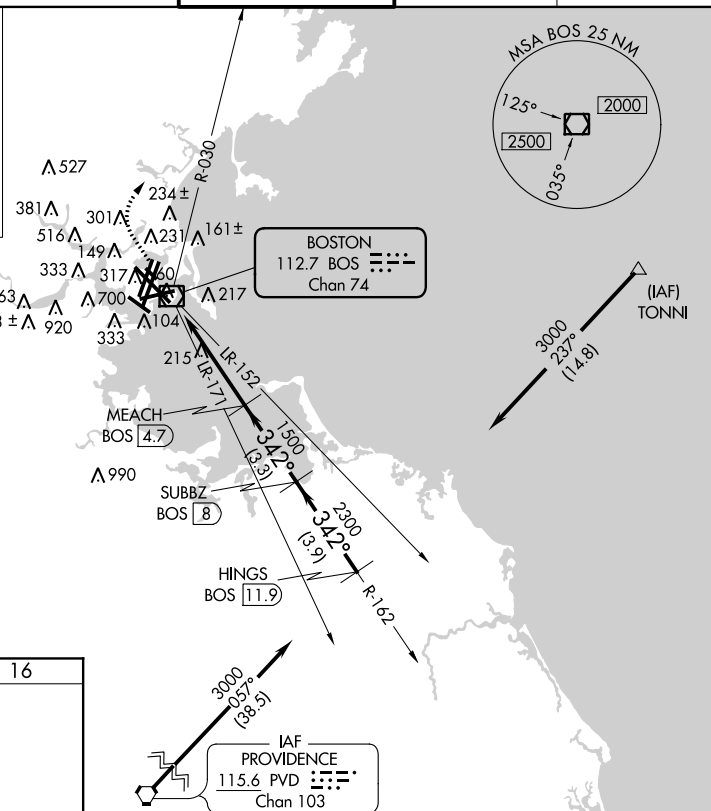 MSA BOS 25 NM
125°
2000
2500
035°
R-030
527
381
301
234 ±
516
231
161±
149
333
317
60
700
217
920
333
104
215
BOSTON
112.7 BOS
Chan 74
(IAF)
TONNI
3000
237°
(14.8)
LR-152
LR-171
MEACH
BOS 4.7
1500
342°
(3.3)
990
SUBBZ
BOS 8
2300
342°
(3.9)
HINGS
BOS 11.9
R-162
16
3000
057°
(38.5)
IAF
PROVIDENCE
115.6 PVD
Chan 103